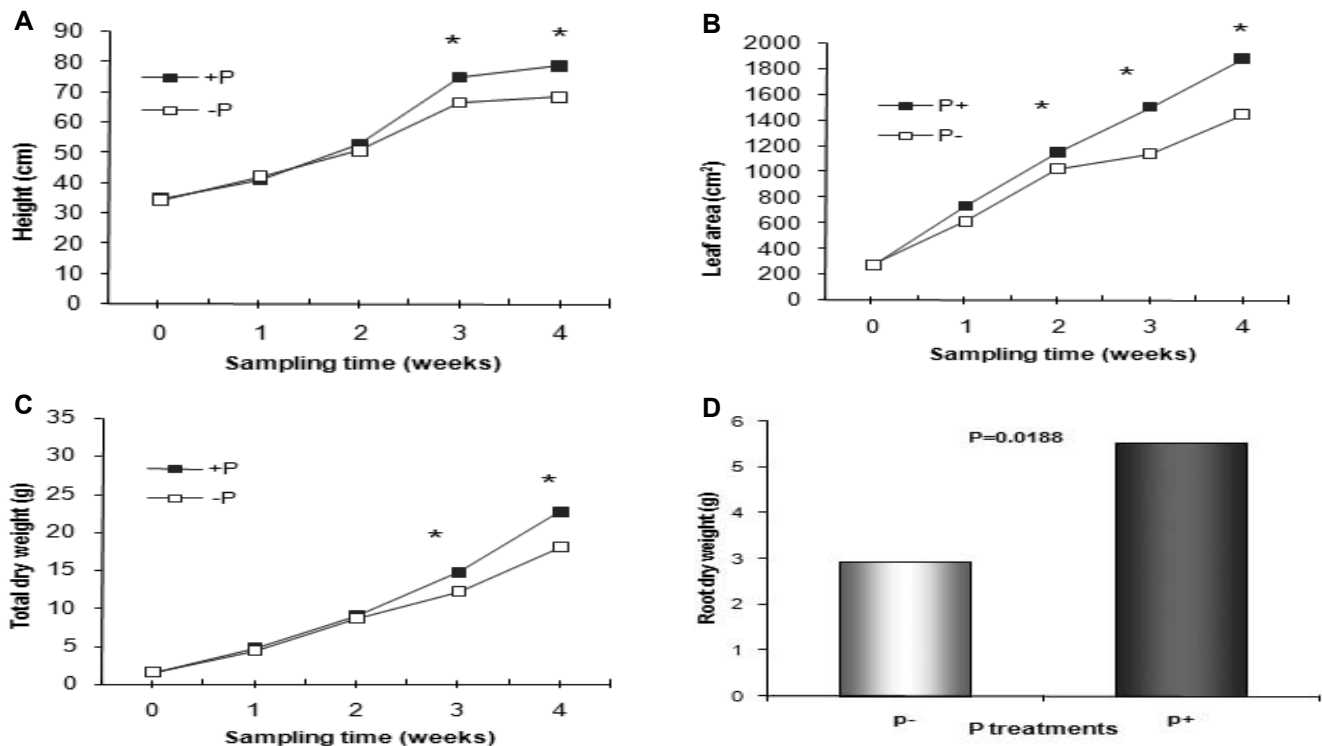 A
90
80
70
60
50
40
30
20
10
0
Height (cm)
+P
-P
*
*
0 1 2 3 4
Sampling time (weeks)
B
2000
1800
1600
1400
1200
1000
800
600
400
200
0
Leaf area (cm²)
P+
P-
*
*
*
0 1 2 3 4
Sampling time (weeks)
C
35
30
25
20
15
10
5
0
Total dry weight (g)
+P
-P
*
*
0 1 2 3 4
Sampling time (weeks)
D
6
5
4
3
2
1
0
Root dry weight (g)
P=0.0188
p- P treatments p+